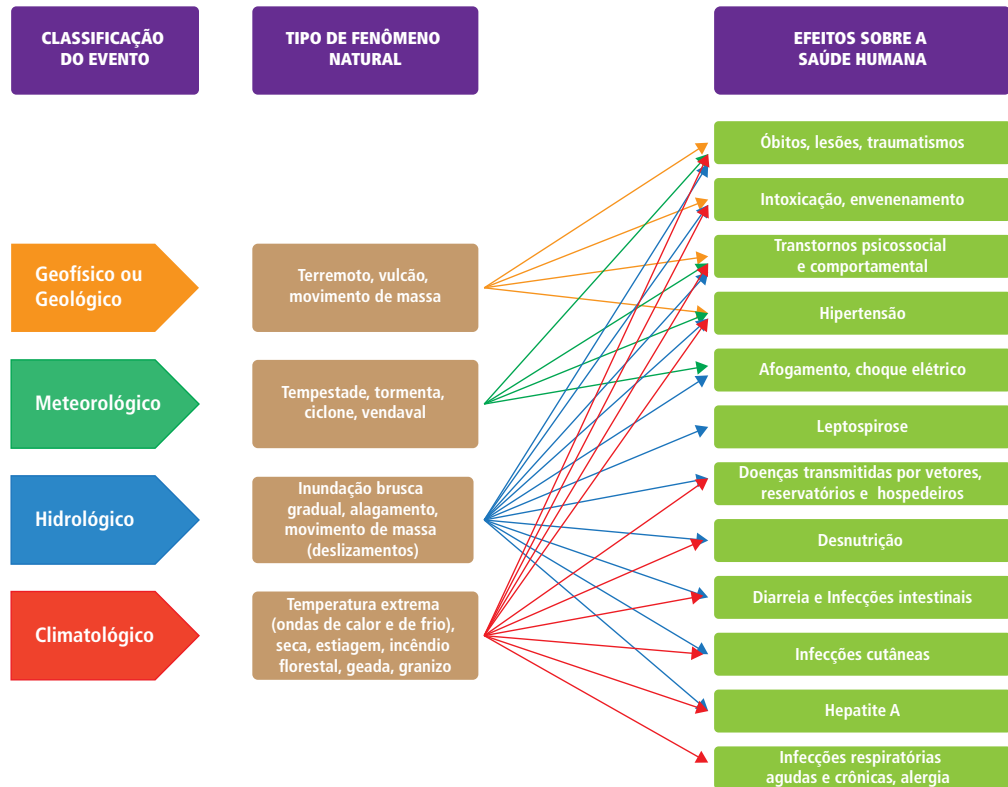 CLASSIFICAÇÃO
DO EVENTO
TIPO DE FENÔMENO
NATURAL
EFEITOS SOBRE A
SAÚDE HUMANA
Geofísico ou
Geológico
Meteorológico
Hidrológico
Climatológico
Terremoto, vulcão,
movimento de massa
Tempestade, tormenta,
ciclone, vendaval
Inundação brusca
gradual, alagamento,
movimento de massa
(deslizamentos)
Temperatura extrema
(ondas de calor e de frio),
seca, estiagem, incêndio
florestal, geada, granizo
Óbitos, lesões, traumatismos
Intoxicação, envenenamento
Transtornos psicossocial
e comportamental
Hipertensão
Afogamento, choque elétrico
Leptospirose
Doenças transmitidas por vetores,
reservatórios e hospedeiros
Desnutrição
Diarreia e Infecções intestinais
Infecções cutâneas
Hepatite A
Infecções respiratórias
agudas e crônicas, alergia